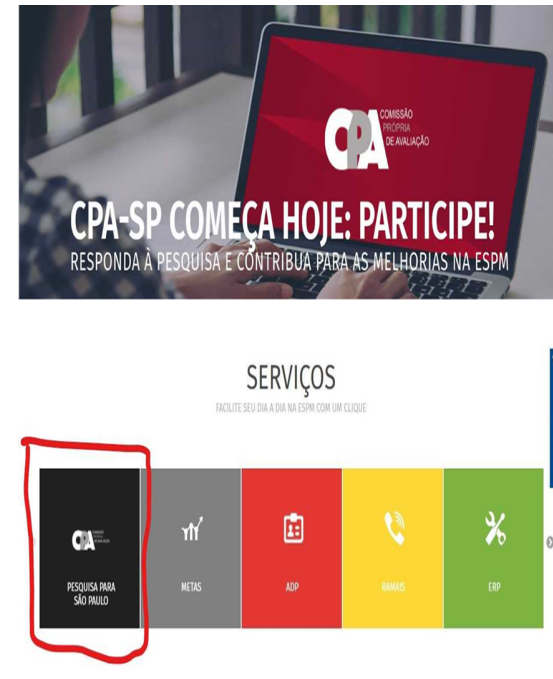 CPA
COMISSÃO
PRÓPRIA
DE AVALIAÇÃO
CPA-SP COMEÇA HOJE: PARTICIPE!
RESPONDA À PESQUISA E CONTRIBUA PARA AS MELHORIAS NA ESPM
SERVIÇOS
FACILITE SEU DIA A DIA NA ESPM COM UM CLIQUE
CPA
PESQUISA PARA
SÃO PAULO
METAS
ADP
RAMAIS
ERP